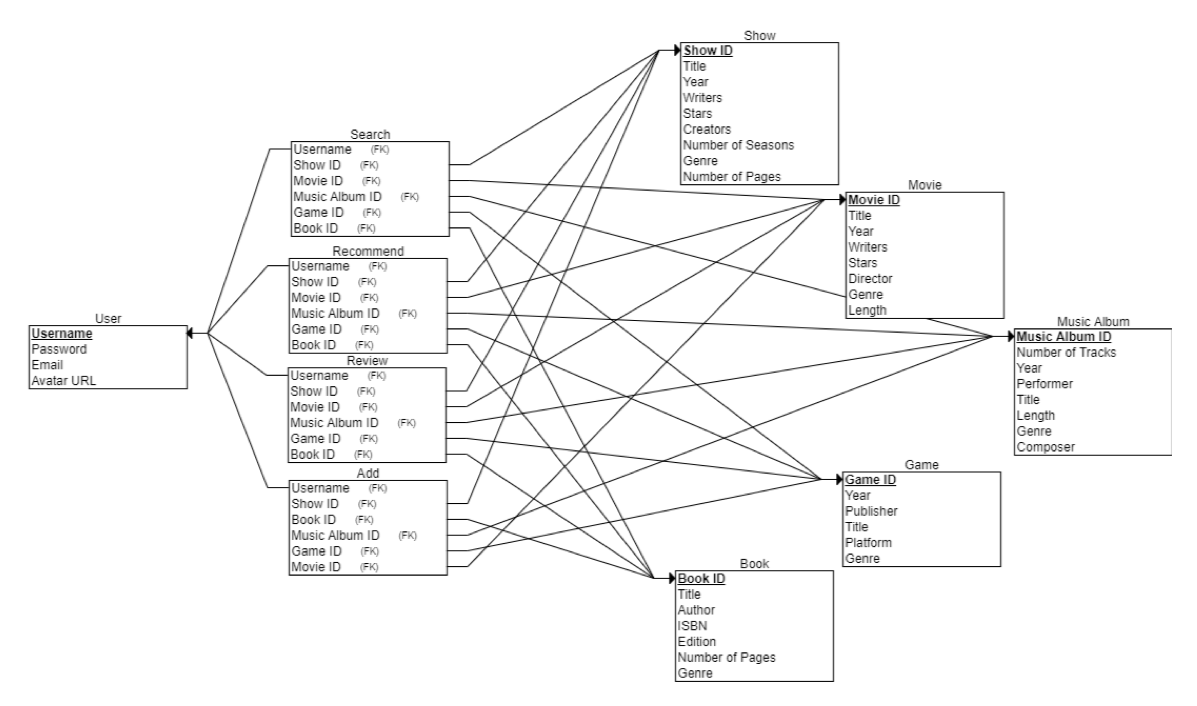 Show
Show ID
Title
Year
Writers
Stars
Creators
Number of Seasons
Genre
Number of Pages
Search
Username (FK)
Show ID (FK)
Movie ID (FK)
Music Album ID (FK)
Game ID (FK)
Book ID (FK)
Movie
Movie ID
Title
Year
Writers
Stars
Director
Genre
Length
Recommend
Username (FK)
Show ID (FK)
Movie ID (FK)
Music Album ID (FK)
Game ID (FK)
Book ID (FK)
User
Username
Password
Email
Avatar URL
Music Album
Music Album ID
Number of Tracks
Year
Performer
Title
Length
Genre
Composer
Review
Username (FK)
Show ID (FK)
Movie ID (FK)
Music Album ID (FK)
Game ID (FK)
Book ID (FK)
Add
Username (FK)
Show ID (FK)
Book ID (FK)
Music Album ID (FK)
Game ID (FK)
Movie ID (FK)
Game
Game ID
Year
Publisher
Title
Platform
Genre
Book
Book ID
Title
Author
ISBN
Edition
Number of Pages
Genre